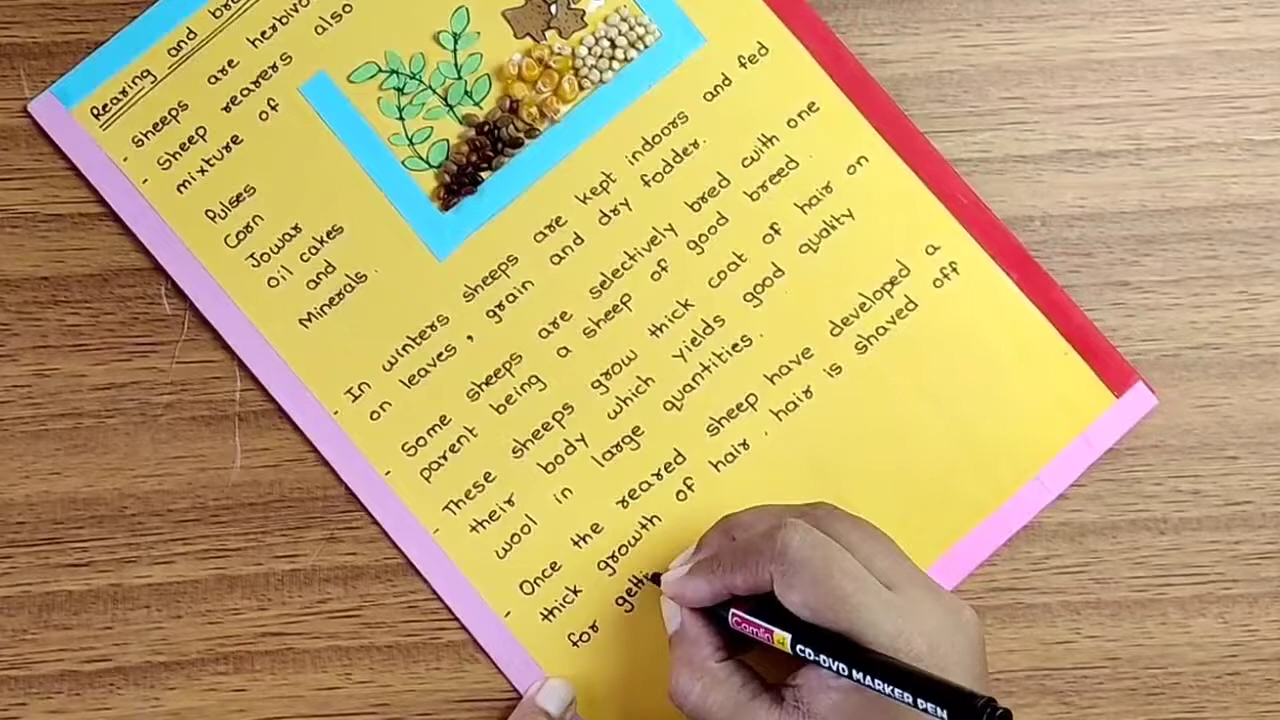 Rearing and bre
- sheeps are herbivo
- Sheep rearers also
mixture of
Pulses
Corn
Jowar
oil cakes
and
Minerals.
- In winters sheeps are kept indoors and fed
on leaves, grain and dry fodder.
- Some sheeps are selectively bred with one
parent being a sheep of good breed.
- These sheeps grow thick coat of hair on
their body which yields good quality
wool in large quantities.
- Once the reared sheep have developed a
thick growth of hair, hair is shaved off
for getti
Camlin
CD-DVD MARKER PEN